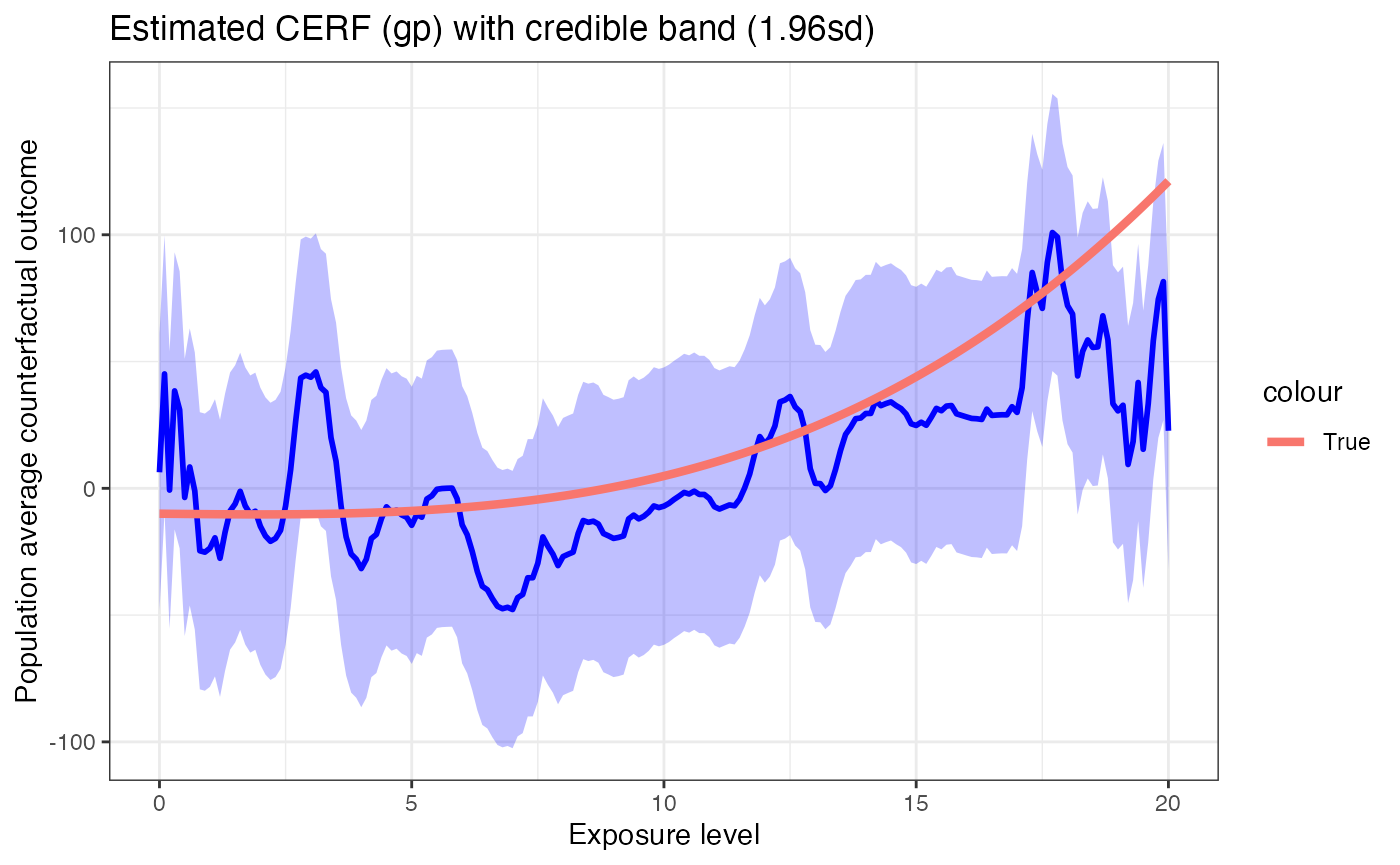 Estimated CERF (gp) with credible band (1.96sd)
Population average counterfactual outcome
100
0
-100
0
5
10
15
20
Exposure level
colour
True